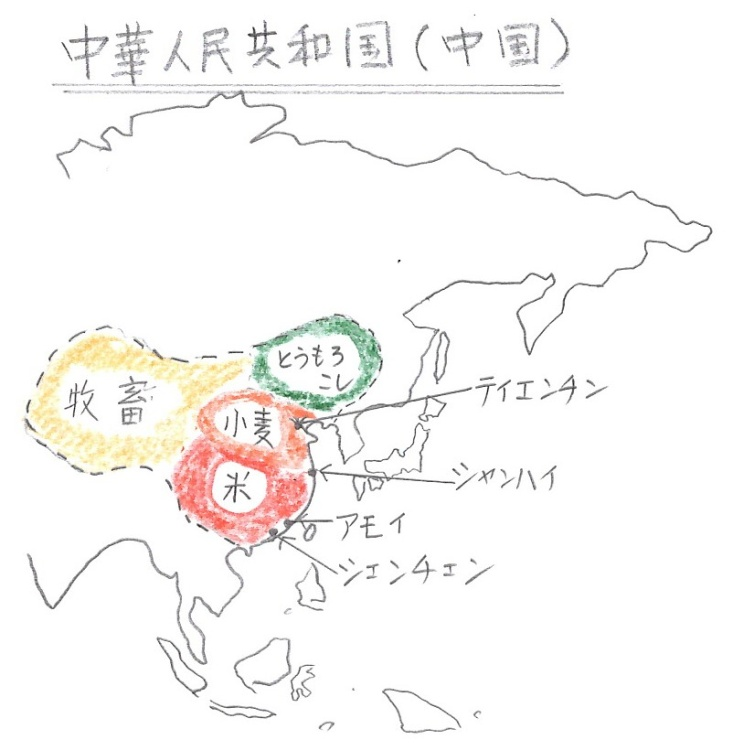 中華人民共和国(中国)
とうもろ
こし
牧畜
小麦
ティエンチン
米
シャンハイ
アモイ
シェンチェン